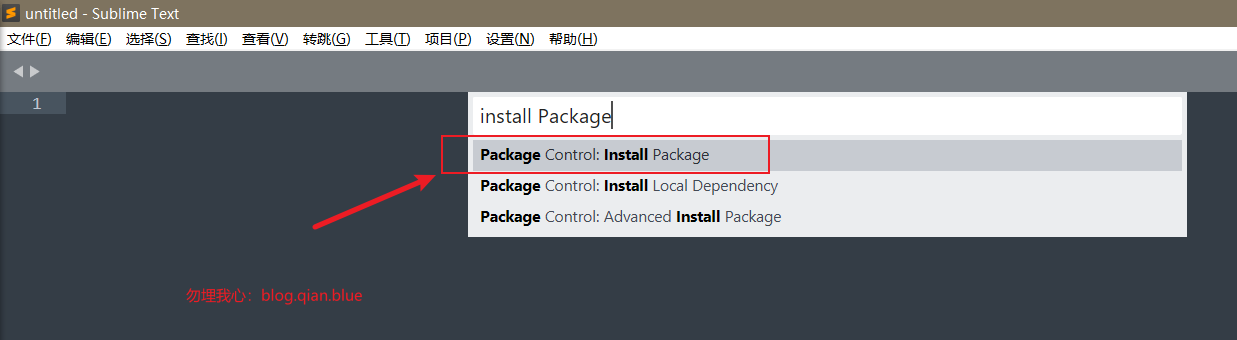 untitled - Sublime Text
文件(F) 编辑(E) 选择(S) 查找(I) 查看(V) 转跳(G) 工具(T) 项目(P) 设置(N) 帮助(H)
1
install Package
Package Control: Install Package
Package Control: Install Local Dependency
Package Control: Advanced Install Package
勿埋我心：blog.qian.blue